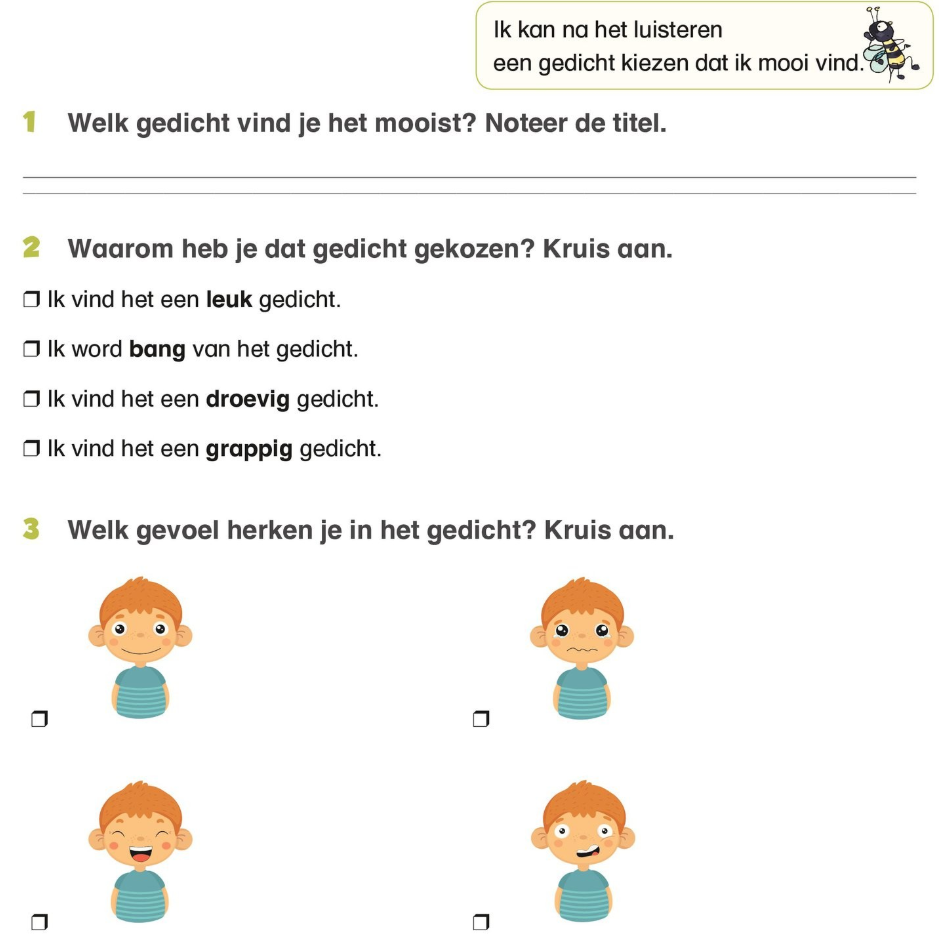 Ik kan na het luisteren
een gedicht kiezen dat ik mooi vind.
1 Welk gedicht vind je het mooist? Noteer de titel.
2 Waarom heb je dat gedicht gekozen? Kruis aan.
❒ Ik vind het een leuk gedicht.
❒ Ik word bang van het gedicht.
❒ Ik vind het een droevig gedicht.
❒ Ik vind het een grappig gedicht.
3 Welk gevoel herken je in het gedicht? Kruis aan.